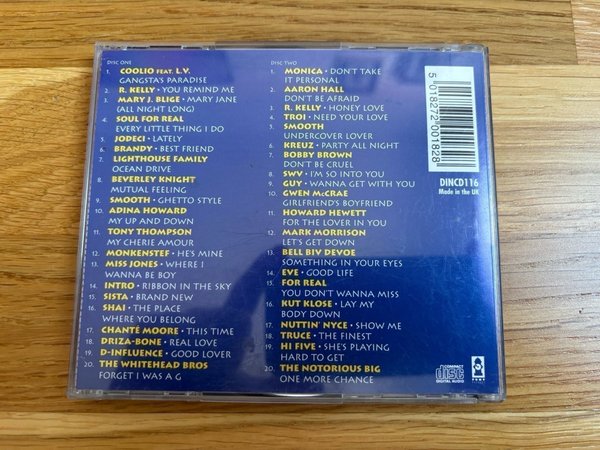 DISC ONE
1. COOLIO FEAT. L.V.
GANGSTA'S PARADISE
2. R. KELLY • YOU REMIND ME
3. MARY J. BLIGE • MARY JANE
(ALL NIGHT LONG)
4. SOUL FOR REAL
EVERY LITTLE THING I DO
5. JODECI • LATELY
6. BRANDY • BEST FRIEND
7. LIGHTHOUSE FAMILY
OCEAN DRIVE
8. BEVERLEY KNIGHT
MUTUAL FEELING
9. SMOOTH • GHETTO STYLE
10. ADINA HOWARD
MY UP AND DOWN
11. TONY THOMPSON
MY CHERIE AMOUR
12. MONKENSTEF • HE'S MINE
13. MISS JONES • WHERE I
WANNA BE BOY
14. INTRO • RIBBON IN THE SKY
15. SISTA • BRAND NEW
16. SHAI • THE PLACE
WHERE YOU BELONG
17. CHANTÉ MOORE • THIS TIME
18. DRIZA-BONE • REAL LOVE
19. D-INFLUENCE • GOOD LOVER
20. THE WHITEHEAD BROS
FORGET I WAS A G
DISC TWO
1. MONICA • DON'T TAKE
IT PERSONAL
2. AARON HALL
DON'T BE AFRAID
3. R. KELLY • HONEY LOVE
4. TROI • NEED YOUR LOVE
5. SMOOTH
UNDERCOVER LOVER
6. KREUZ • PARTY ALL NIGHT
7. BOBBY BROWN
DON'T BE CRUEL
8. SWV • I'M SO INTO YOU
9. GUY • WANNA GET WITH YOU
10. GWEN McCRAE
GIRLFRIEND'S BOYFRIEND
11. HOWARD HEWETT
FOR THE LOVER IN YOU
12. MARK MORRISON
LET'S GET DOWN
13. BELL BIV DEVOE
SOMETHING IN YOUR EYES
14. EVE • GOOD LIFE
15. FOR REAL
YOU DON'T WANNA MISS
16. KUT KLOSE • LAY MY
BODY DOWN
17. NUTTIN' NYCE • SHOW ME
18. TRUCE • THE FINEST
19. HI FIVE • SHE'S PLAYING
HARD TO GET
20. THE NOTORIOUS BIG
ONE MORE CHANCE
5 018272 001828
DINCD116
Made in the UK
COMPACT
disc
DIGITAL AUDIO